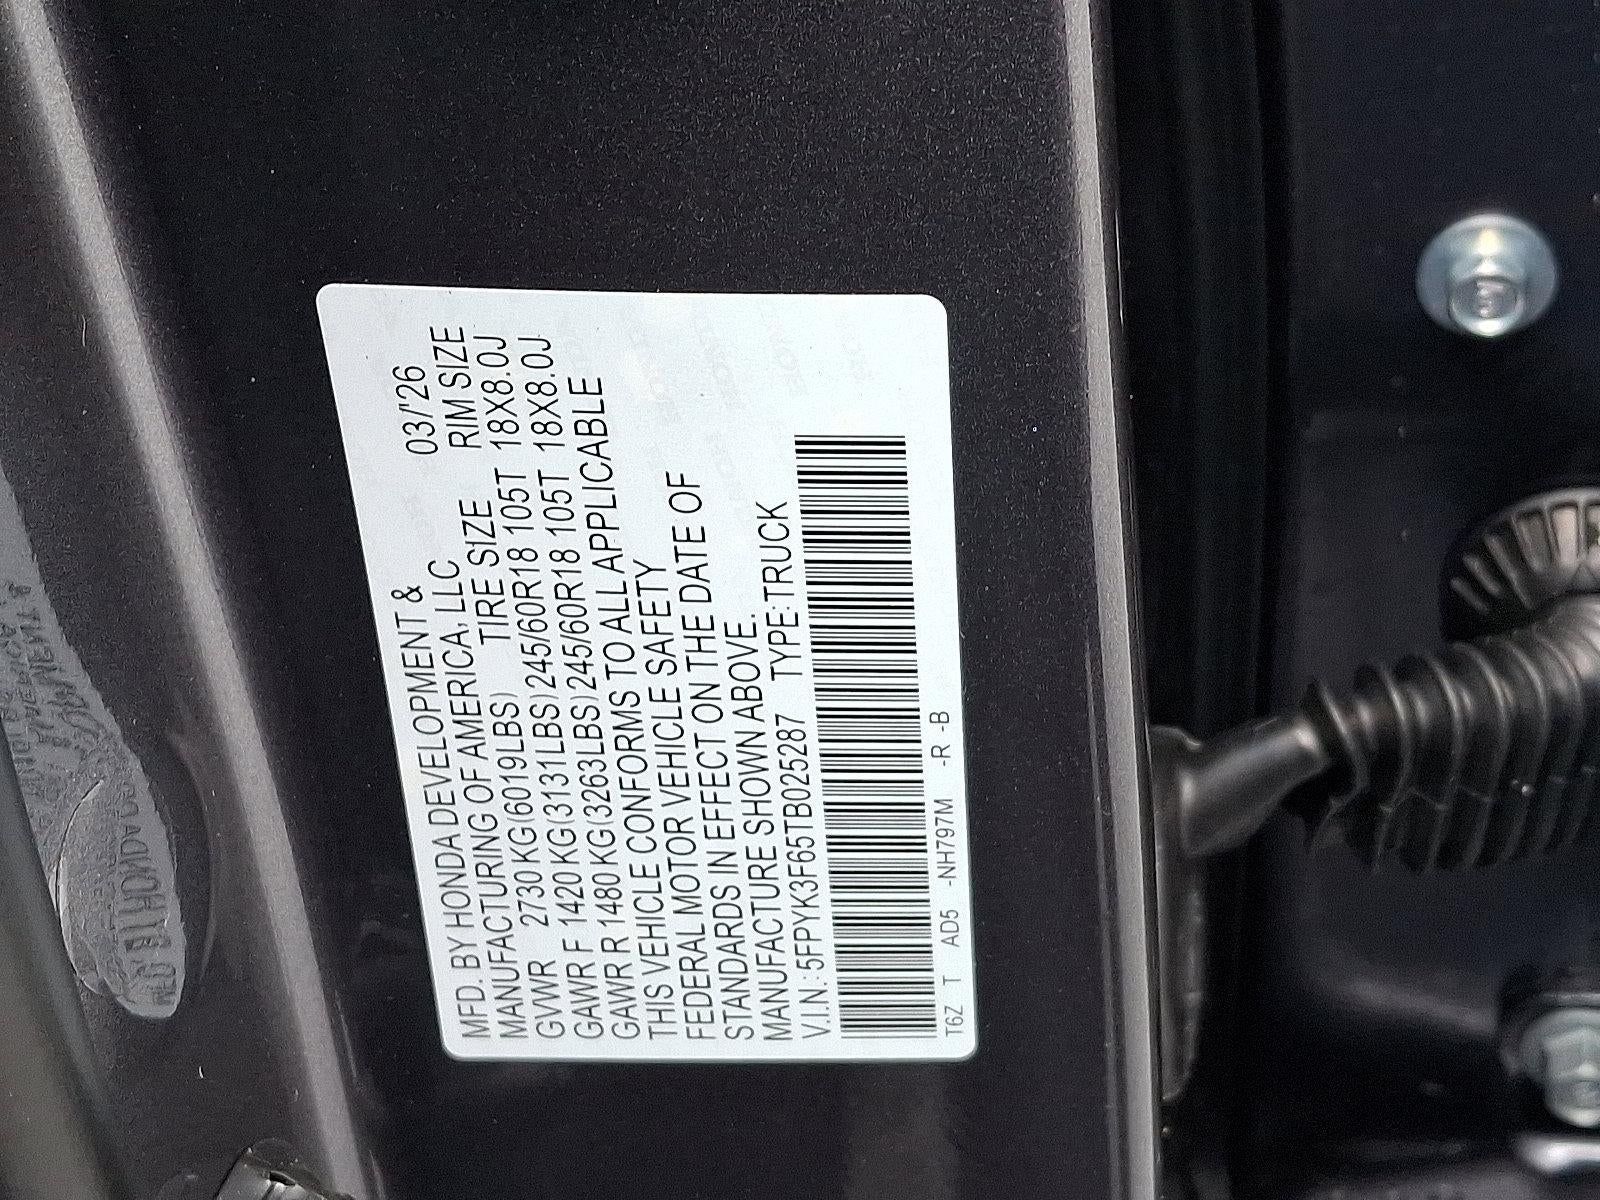 MFD. BY HONDA DEVELOPMENT & 03/'26
MANUFACTURING OF AMERICA, LLC
TIRE SIZE RIM SIZE
GVWR 2730 KG (6019LBS)
GAWR F 1420 KG (3131LBS) 245/60R18 105T 18X8.0J
GAWR R 1480 KG (3263LBS) 245/60R18 105T 18X8.0J
THIS VEHICLE CONFORMS TO ALL APPLICABLE
FEDERAL MOTOR VEHICLE SAFETY
STANDARDS IN EFFECT ON THE DATE OF
MANUFACTURE SHOWN ABOVE.
V.I.N.: 5FPYK3F65TB025287 TYPE: TRUCK
T6Z T AD5 -NH797M -R -B